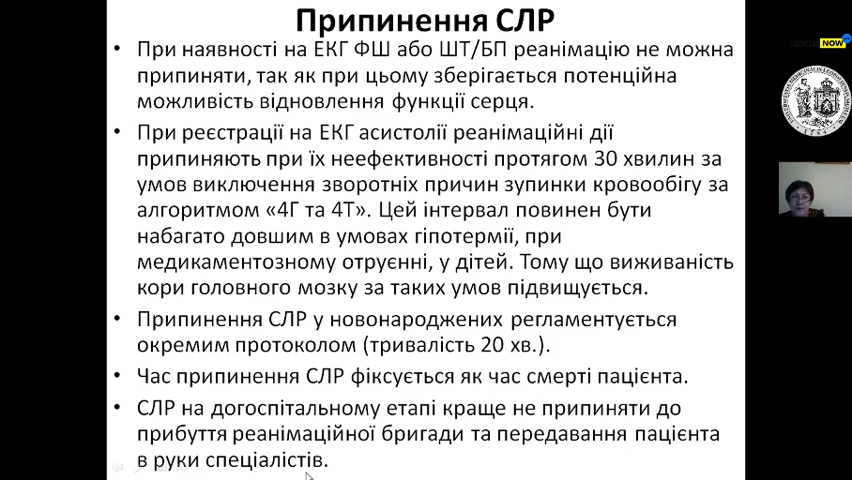 Припинення СЛР
• При наявності на ЕКГ ФШ або ШТ/БП реанімацію не можна
припиняти, так як при цьому зберігається потенційна
можливість відновлення функції серця.
• При реєстрації на ЕКГ асистолії реанімаційні дії
припиняють при їх неефективності протягом 30 хвилин за
умов виключення зворотніх причин зупинки кровообігу за
алгоритмом «4Г та 4Т». Цей інтервал повинен бути
набагато довшим в умовах гіпотермії, при
медикаментозному отруєнні, у дітей. Тому що виживаність
кори головного мозку за таких умов підвищується.
• Припинення СЛР у новонароджених регламентується
окремим протоколом (тривалість 20 хв.).
• Час припинення СЛР фіксується як час смерті пацієнта.
• СЛР на догоспітальному етапі краще не припиняти до
прибуття реанімаційної бригади та передавання пацієнта
в руки спеціалістів.
NOW
1784